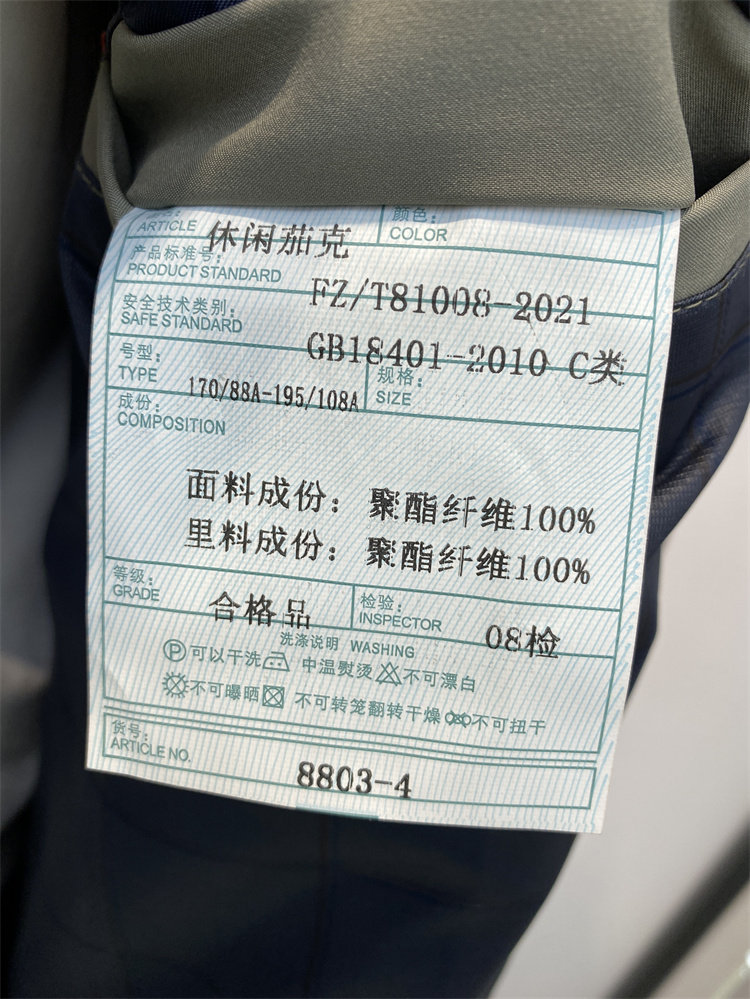 ARTICLE 休闲茄克 颜色：
COLOR
产品标准号：
PRODUCT STANDARD FZ/T81008-2021
安全技术类别：
SAFE STANDARD GB18401-2010 C类
号型： 规格：
TYPE 170/88A-195/108A SIZE
成份：
COMPOSITION
面料成份：聚酯纤维100%
里料成份：聚酯纤维100%
等级： 检验：
GRADE 合格品 INSPECTOR 08检
洗涤说明 WASHING
P 可以干洗 中温熨烫 不可漂白
不可曝晒 不可转笼翻转干燥 不可扭干
货号：
ARTICLE NO. 8803-4